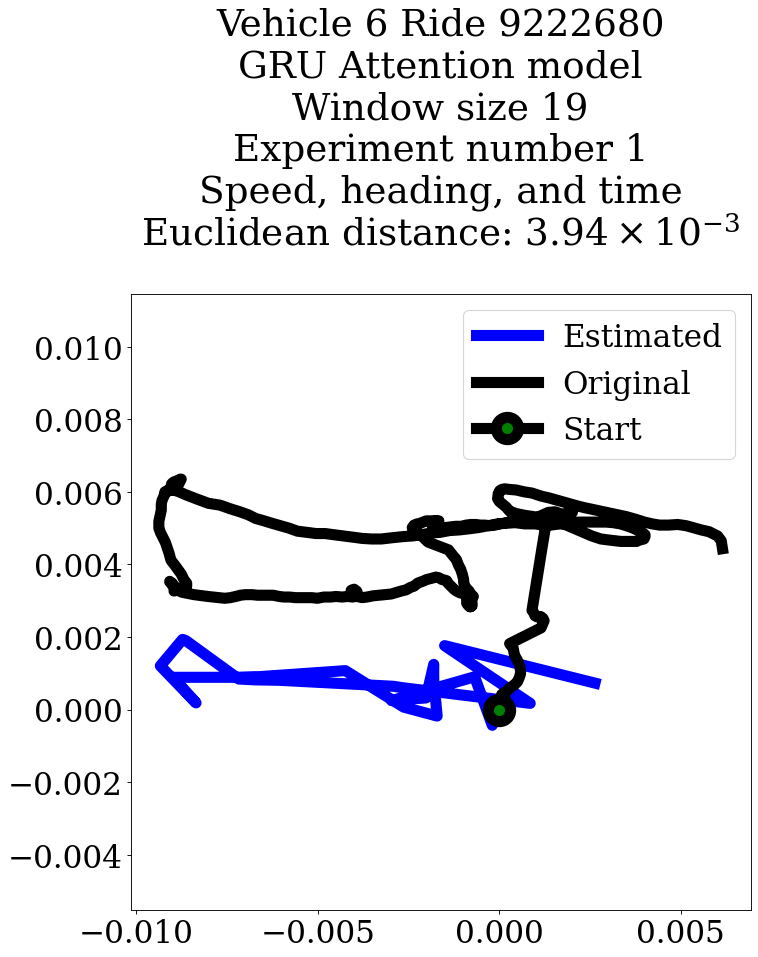 Vehicle 6 Ride 9222680
GRU Attention model
Window size 19
Experiment number 1
Speed, heading, and time
Euclidean distance: 3.94 × 10⁻³
Estimated
Original
Start
0.010
0.008
0.006
0.004
0.002
0.000
−0.002
−0.004
−0.010
−0.005
0.000
0.005